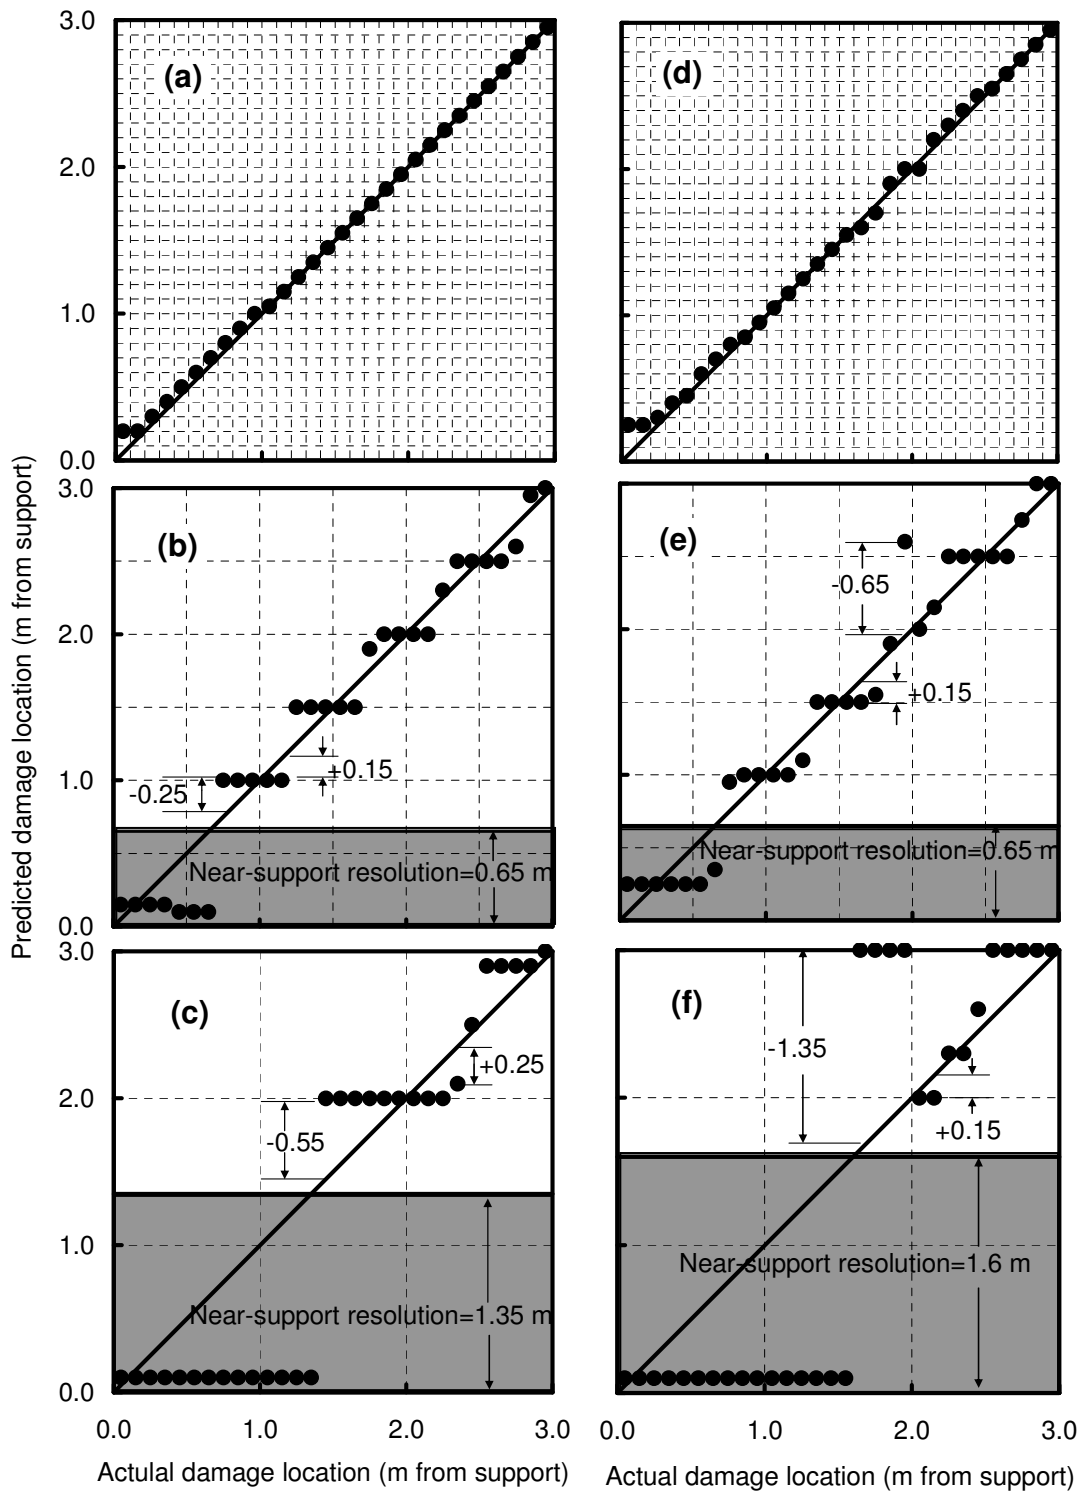 3.0
(a)
(d)
2.0
1.0
0.0
Predicted damage location (m from support)
3.0
(b)
(e)
-0.65
2.0
+0.15
1.0
+0.15
-0.25
Near-support resolution=0.65 m
Near-support resolution=0.65 m
0.0
3.0
(c)
(f)
-1.35
+0.25
2.0
-0.55
+0.15
1.0
Near-support resolution=1.6 m
Near-support resolution=1.35 m
0.0
0.0 1.0 2.0 3.0
0.0 1.0 2.0 3.0
Actulal damage location (m from support)
Actual damage location (m from support)